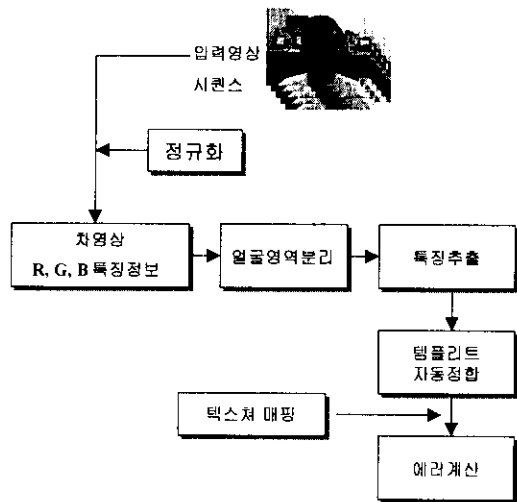 입력영상
시퀀스
정규화
차영상
R, G, B 특징정보
얼굴영역분리
특징추출
템플리트
자동정합
텍스쳐 매핑
에러계산